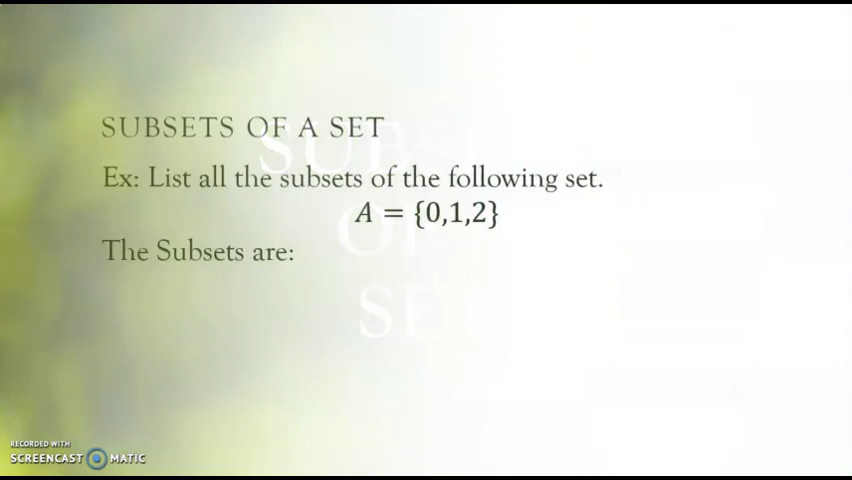 SUBSETS OF A SET
Ex: List all the subsets of the following set.
A = {0,1,2}
The Subsets are:
RECORDED WITH
SCREENCAST MATIC